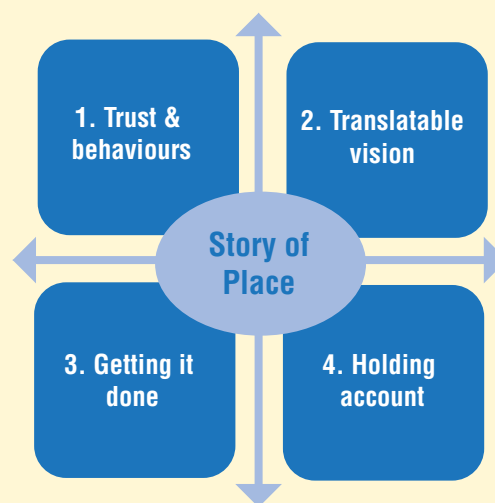 1. Trust &
behaviours
2. Translatable
vision
Story of
Place
3. Getting it
done
4. Holding
account